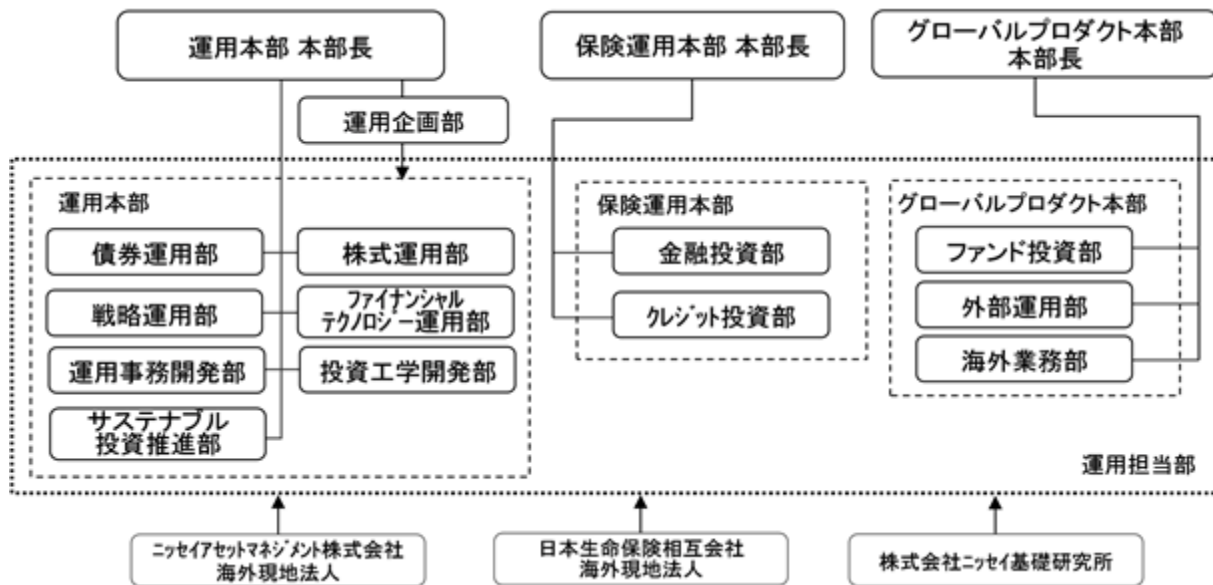 運用本部 本部長
保険運用本部 本部長
グローバルプロダクト本部
本部長
運用企画部
運用本部
債券運用部
株式運用部
戦略運用部
ファイナンシャル
テクノロジー運用部
運用事務開発部
投資工学開発部
サステナブル
投資推進部
保険運用本部
金融投資部
クレジット投資部
グローバルプロダクト本部
ファンド投資部
外部運用部
海外業務部
運用担当部
ニッセイアセットマネジメント株式会社
海外現地法人
日本生命保険相互会社
海外現地法人
株式会社ニッセイ基礎研究所